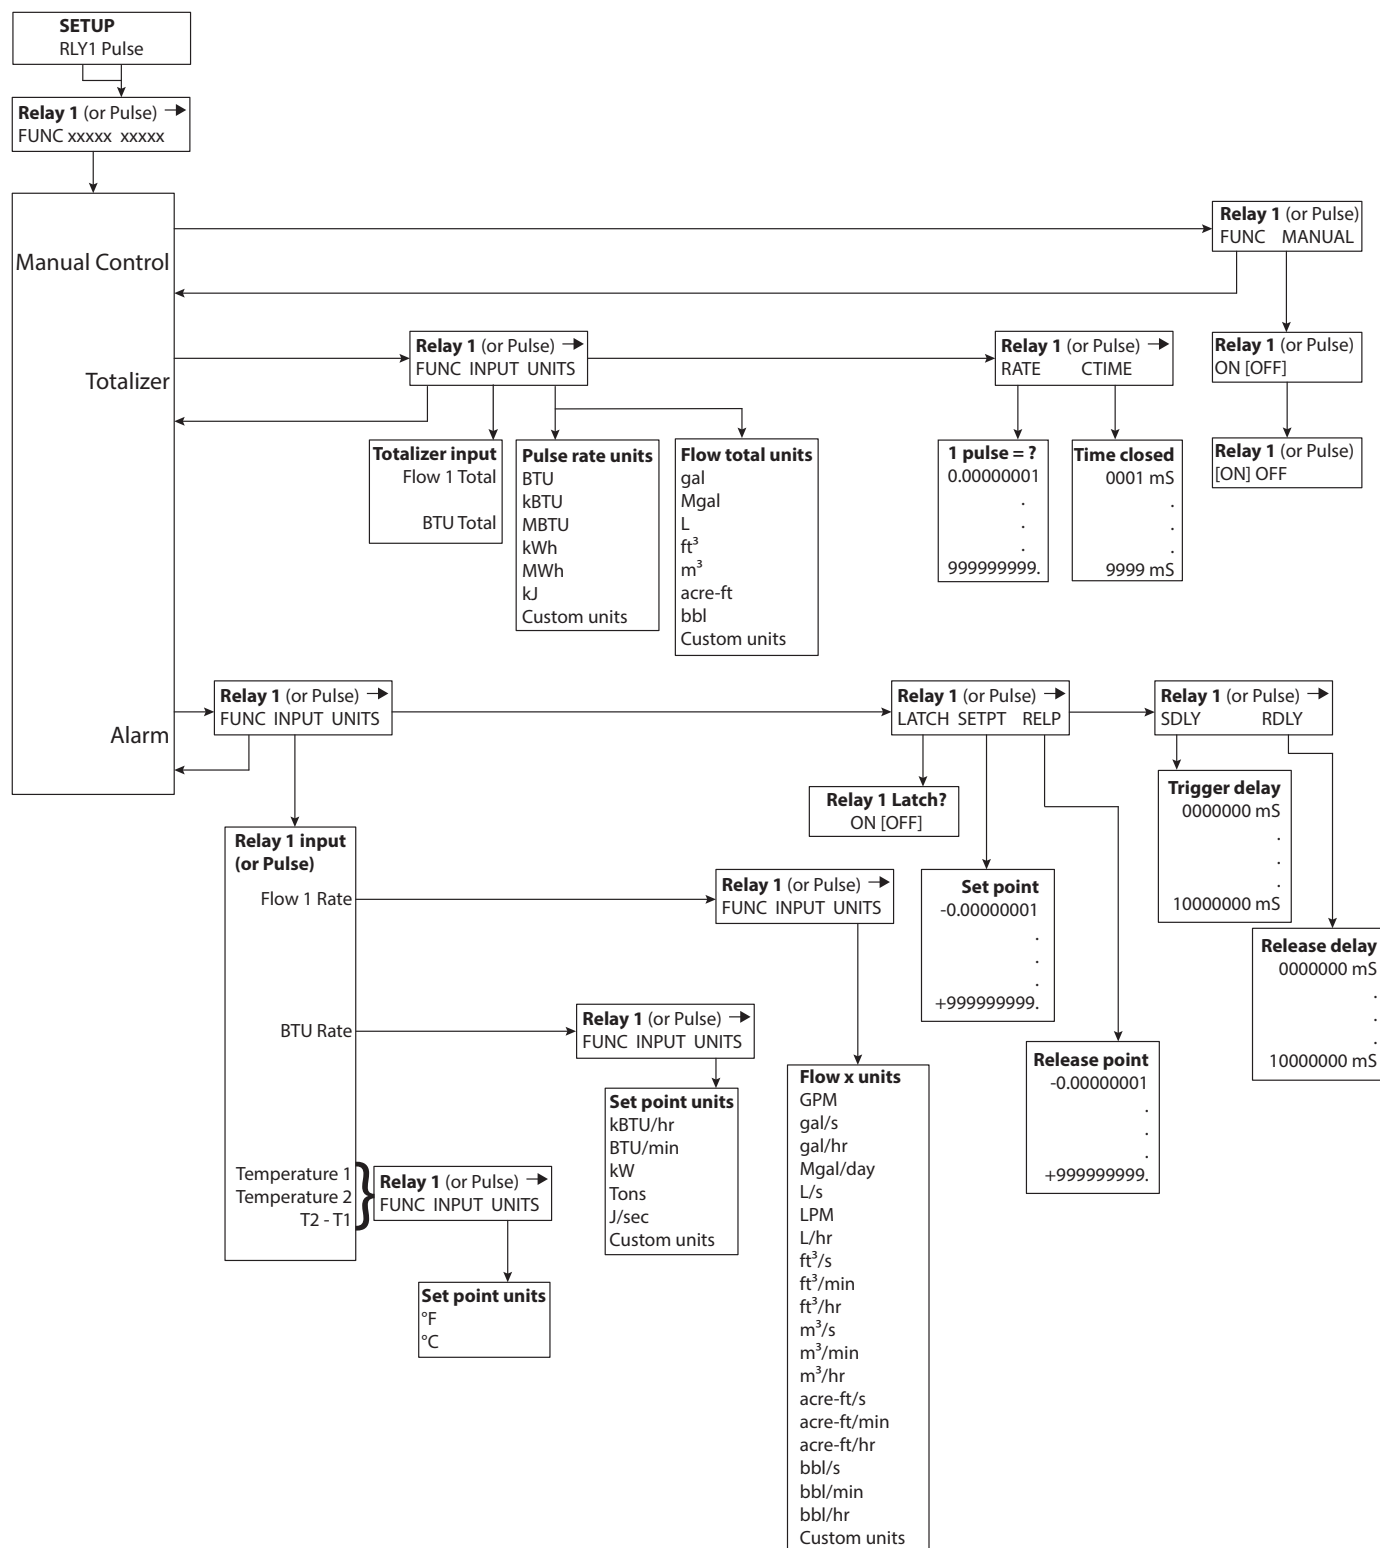 SETUP
RLY1 Pulse
Relay 1 (or Pulse)
FUNC xxxxx xxxxx
Manual Control
Totalizer
Alarm
Relay 1 (or Pulse)
FUNC MANUAL
Relay 1 (or Pulse)
ON [OFF]
Relay 1 (or Pulse)
[ON] OFF
Relay 1 (or Pulse)
FUNC INPUT UNITS
Totalizer input
Flow 1 Total
BTU Total
Pulse rate units
BTU
kBTU
MBTU
kWh
MWh
kJ
Custom units
Flow total units
gal
Mgal
L
ft³
m³
acre-ft
bbl
Custom units
Relay 1 (or Pulse)
RATE CTIME
1 pulse = ?
0.00000001
.
.
.
999999999.
Time closed
0001 mS
.
.
.
9999 mS
Relay 1 (or Pulse)
FUNC INPUT UNITS
Relay 1 input
(or Pulse)
Flow 1 Rate
BTU Rate
Temperature 1
Temperature 2
T2 - T1
Relay 1 (or Pulse)
FUNC INPUT UNITS
Set point units
°F
°C
Relay 1 (or Pulse)
FUNC INPUT UNITS
Set point units
kBTU/hr
BTU/min
kW
Tons
J/sec
Custom units
Relay 1 (or Pulse)
FUNC INPUT UNITS
Flow x units
GPM
gal/s
gal/hr
Mgal/day
L/s
LPM
L/hr
ft³/s
ft³/min
ft³/hr
m³/s
m³/min
m³/hr
acre-ft/s
acre-ft/min
acre-ft/hr
bbl/s
bbl/min
bbl/hr
Custom units
Relay 1 (or Pulse)
LATCH SETPT RELP
Relay 1 Latch?
ON [OFF]
Set point
-0.00000001
.
.
.
+999999999.
Release point
-0.00000001
.
.
.
+999999999.
Relay 1 (or Pulse)
SDLY RDLY
Trigger delay
0000000 mS
.
.
.
10000000 mS
Release delay
0000000 mS
.
.
.
10000000 mS